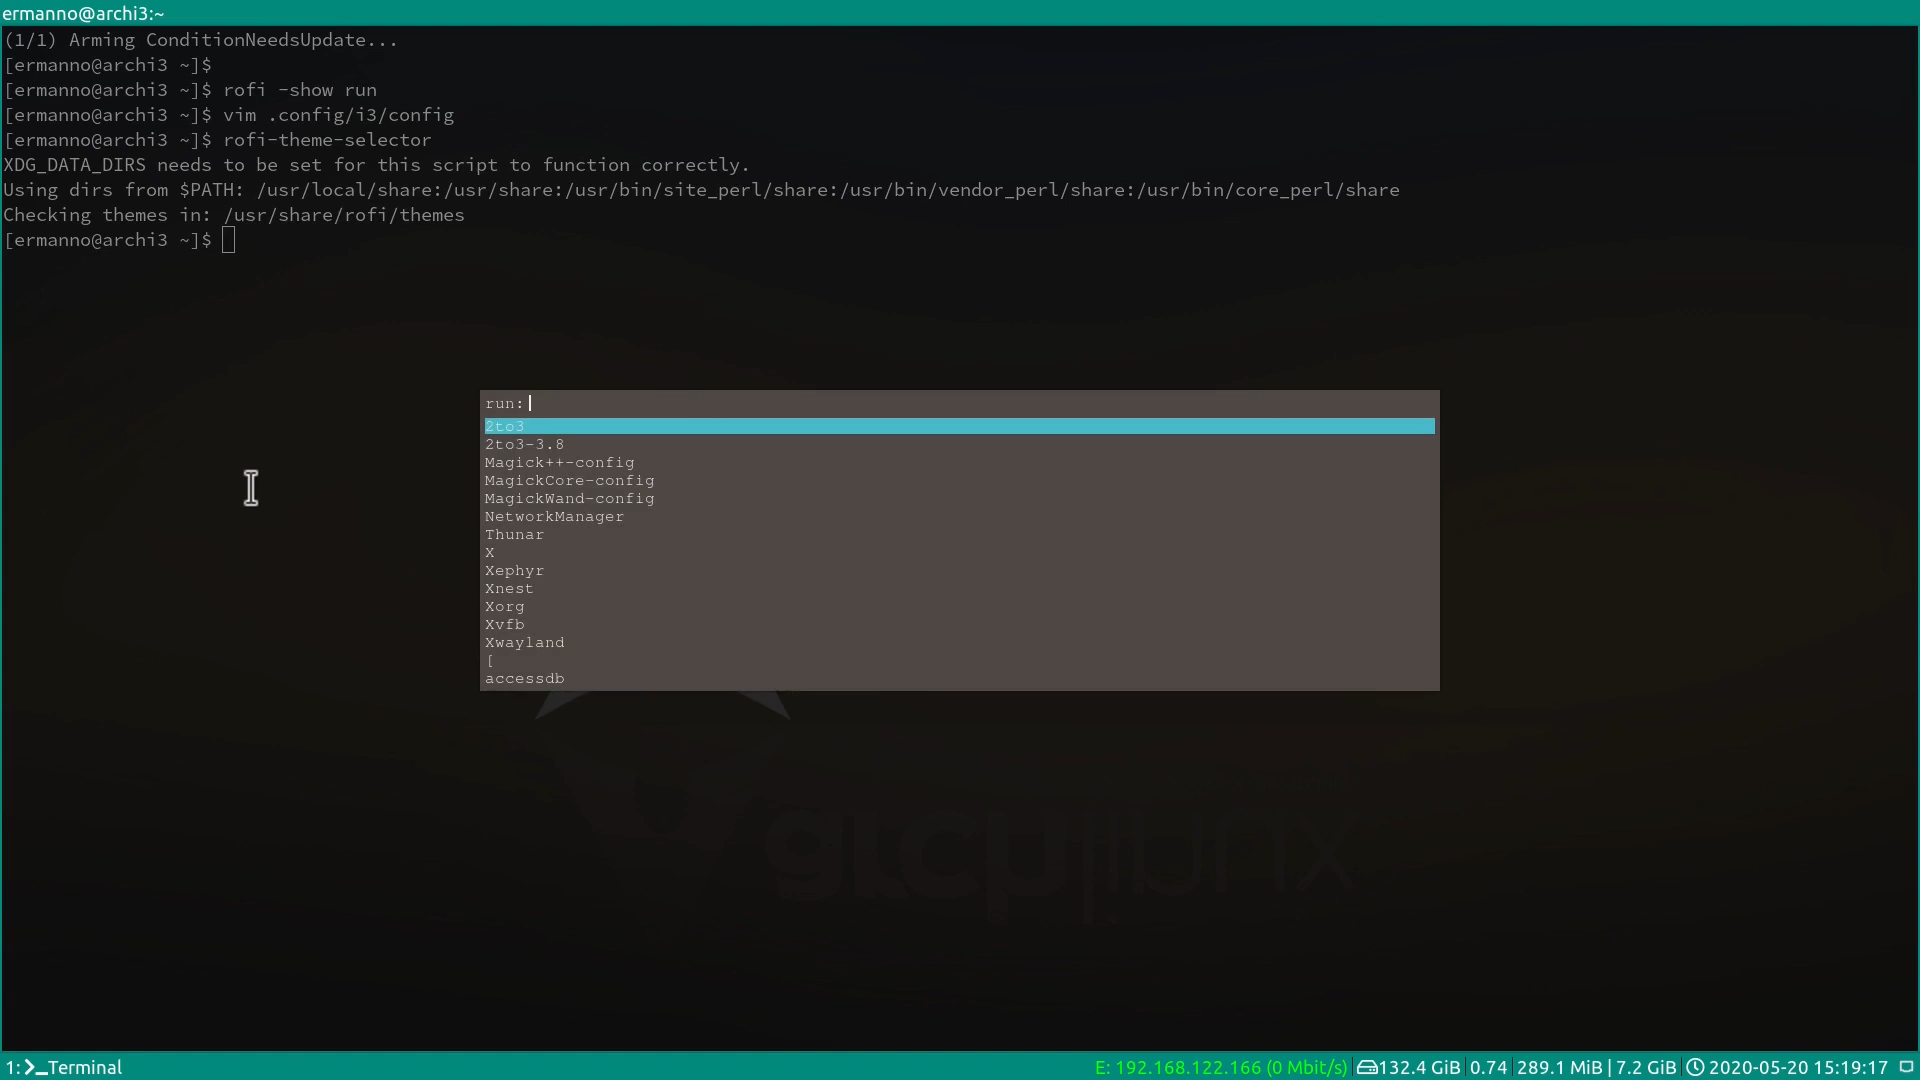 ermanno@archi3:~
(1/1) Arming ConditionNeedsUpdate...
[ermanno@archi3 ~]$
[ermanno@archi3 ~]$ rofi -show run
[ermanno@archi3 ~]$ vim .config/i3/config
[ermanno@archi3 ~]$ rofi-theme-selector
XDG_DATA_DIRS needs to be set for this script to function correctly.
Using dirs from $PATH: /usr/local/share:/usr/share:/usr/bin/site_perl/share:/usr/bin/vendor_perl/share:/usr/bin/core_perl/share
Checking themes in: /usr/share/rofi/themes
[ermanno@archi3 ~]$
run:
2to3
2to3-3.8
Magick++-config
MagickCore-config
MagickWand-config
NetworkManager
Thunar
X
Xephyr
Xnest
Xorg
Xvfb
Xwayland
[
accessdb
1: Terminal
E: 192.168.122.166 (0 Mbit/s) 132.4 GiB 0.74 289.1 MiB | 7.2 GiB 2020-05-20 15:19:17